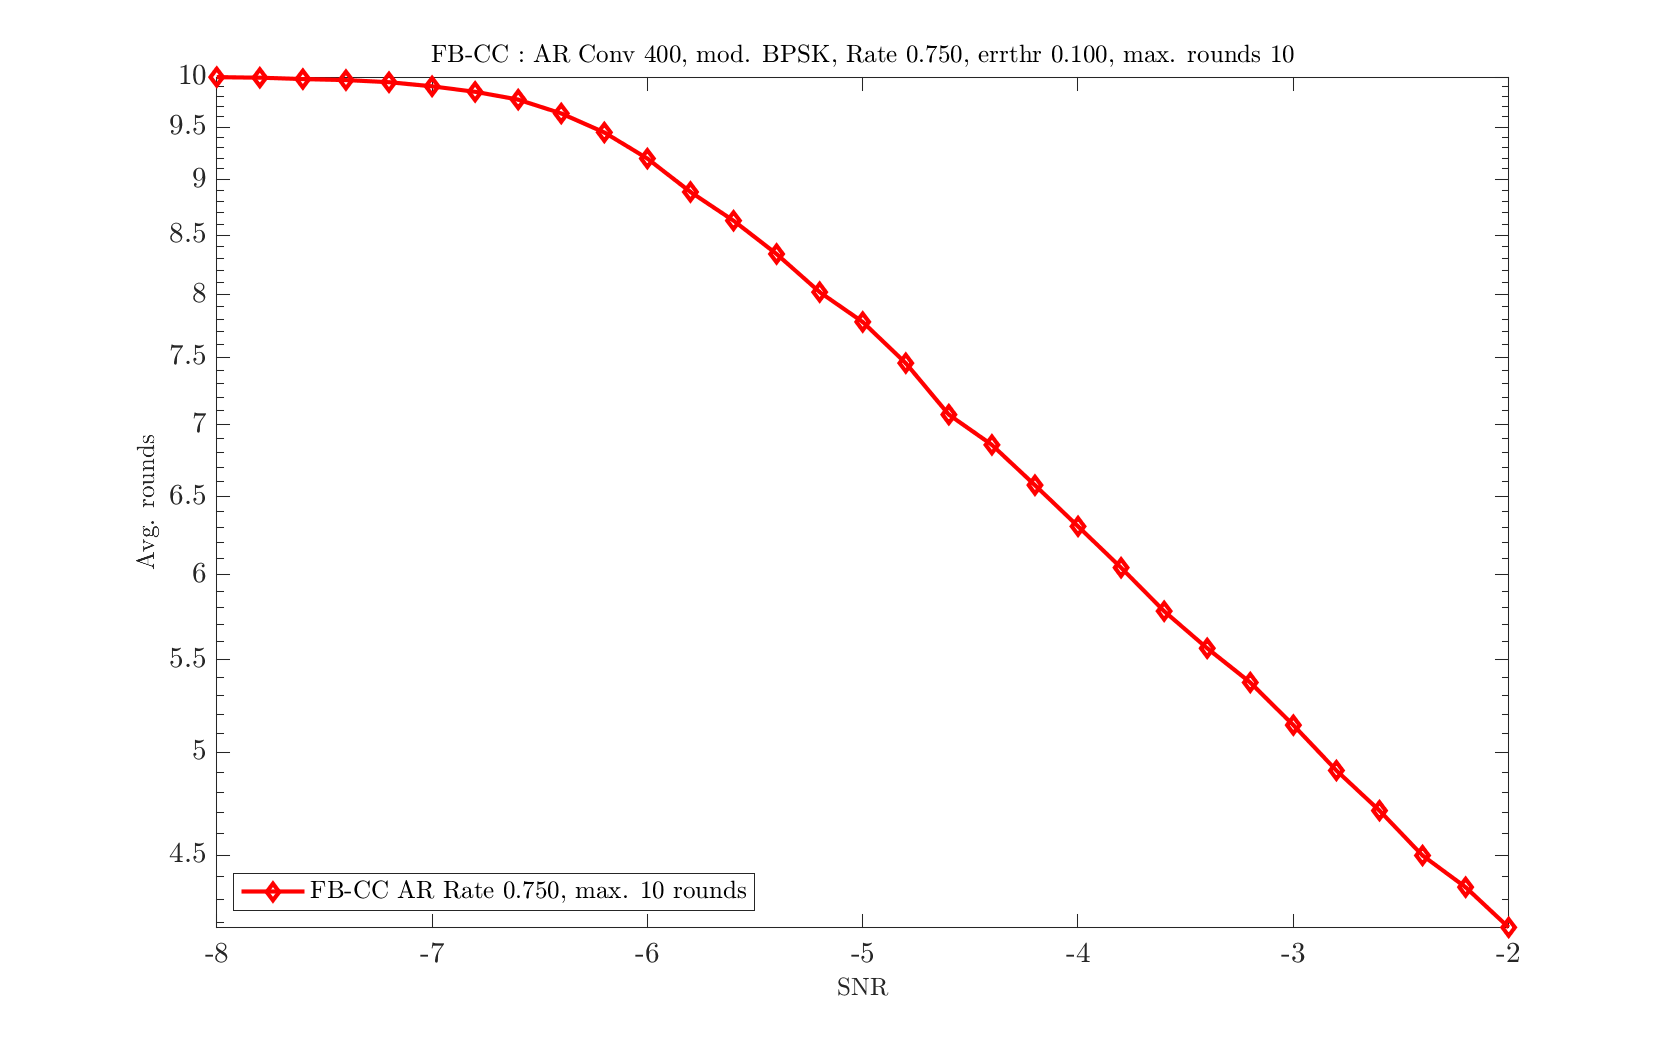 FB-CC : AR Conv 400, mod. BPSK, Rate 0.750, errthr 0.100, max. rounds 10
10
9.5
9
8.5
8
7.5
7
6.5
6
5.5
5
4.5
Avg. rounds
FB-CC AR Rate 0.750, max. 10 rounds
-8 -7 -6 -5 -4 -3 -2
SNR